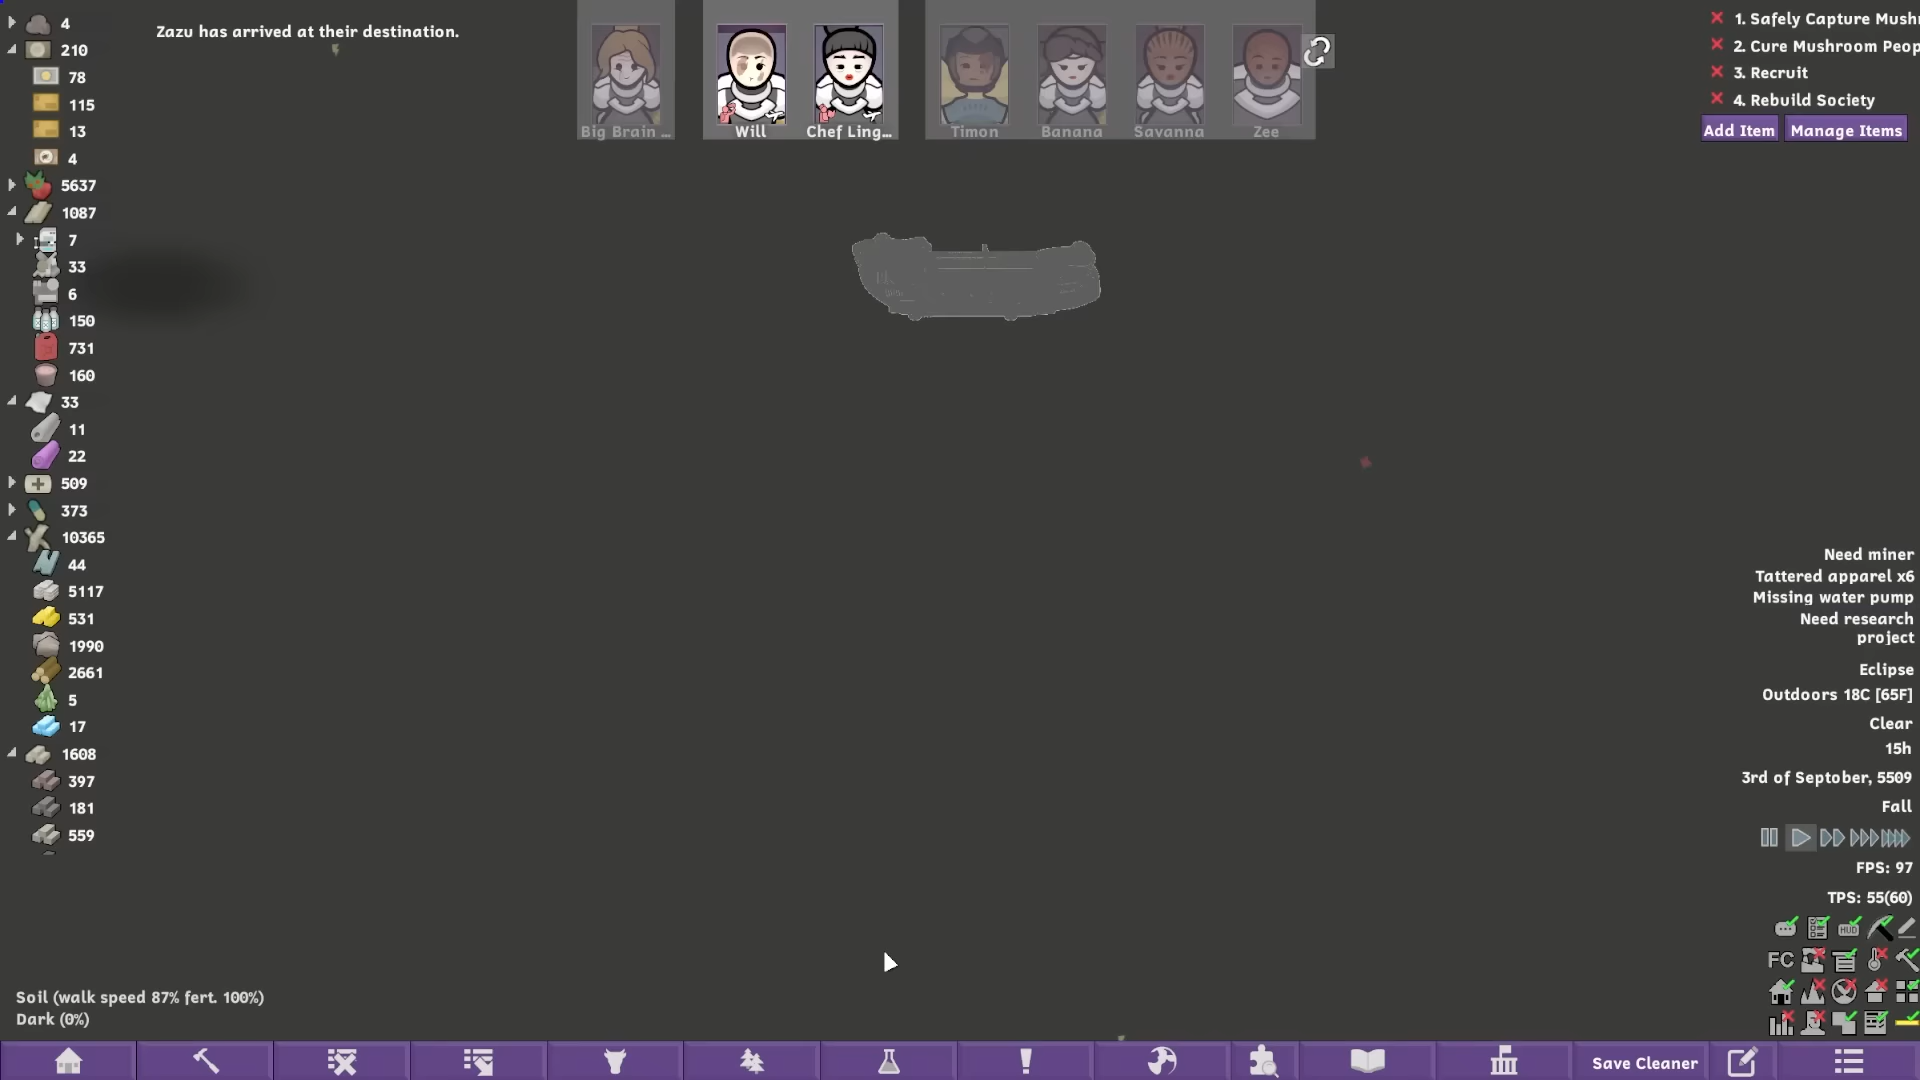 4
210
78
115
13
4
5637
1087
7
33
6
150
731
160
33
11
22
509
373
10365
44
5117
531
1990
2661
5
17
1608
397
181
559
Zazu has arrived at their destination.
Big Brain ...
Will
Chef Ling...
Timon
Banana
Savanna
Zee
1. Safely Capture Mush
2. Cure Mushroom Peop
3. Recruit
4. Rebuild Society
Add Item
Manage Items
Need miner
Tattered apparel x6
Missing water pump
Need research
project
Eclipse
Outdoors 18C [65F]
Clear
15h
3rd of Septober, 5509
Fall
FPS: 97
TPS: 55(60)
HUD
FC
Soil (walk speed 87% fert. 100%)
Dark (0%)
Save Cleaner